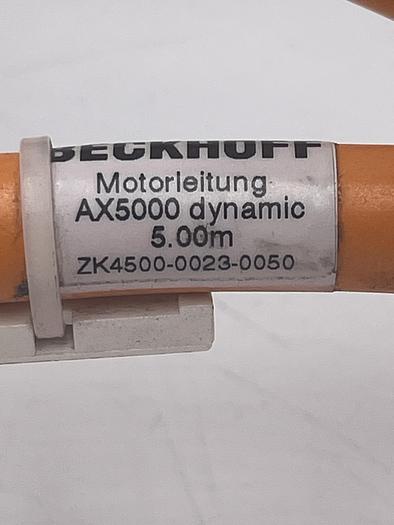 BECKHOFF
Motorleitung
AX5000 dynamic
5.00m
ZK4500-0023-0050